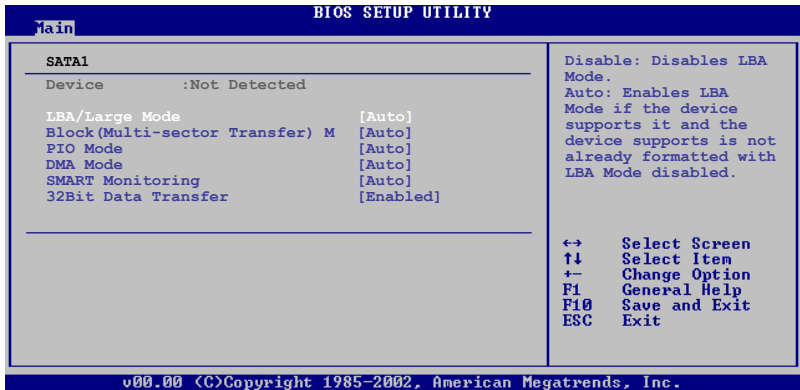 BIOS SETUP UTILITY
Main
SATA1
Device :Not Detected
LBA/Large Mode [Auto]
Block(Multi-sector Transfer) M [Auto]
PIO Mode [Auto]
DMA Mode [Auto]
SMART Monitoring [Auto]
32Bit Data Transfer [Enabled]
Disable: Disables LBA
Mode.
Auto: Enables LBA
Mode if the device
supports it and the
device supports is not
already formatted with
LBA Mode disabled.
←→ Select Screen
↑↓ Select Item
+- Change Option
F1 General Help
F10 Save and Exit
ESC Exit
v00.00 (C)Copyright 1985-2002, American Megatrends, Inc.